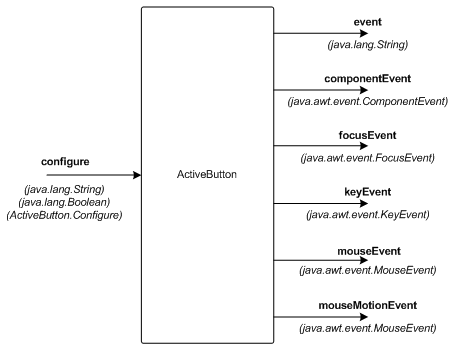 event
(java.lang.String)
componentEvent
(java.awt.event.ComponentEvent)
focusEvent
(java.awt.event.FocusEvent)
configure
(java.lang.String)
(java.lang.Boolean)
(ActiveButton.Configure)
ActiveButton
keyEvent
(java.awt.event.KeyEvent)
mouseEvent
(java.awt.event.MouseEvent)
mouseMotionEvent
(java.awt.event.MouseEvent)